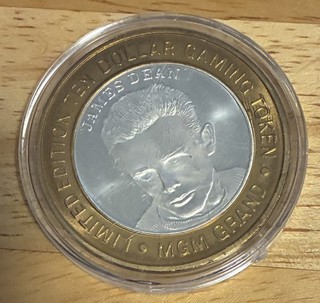 LIMITED EDITION TEN DOLLAR GAMING TOKEN
JAMES DEAN
• MGM GRAND •